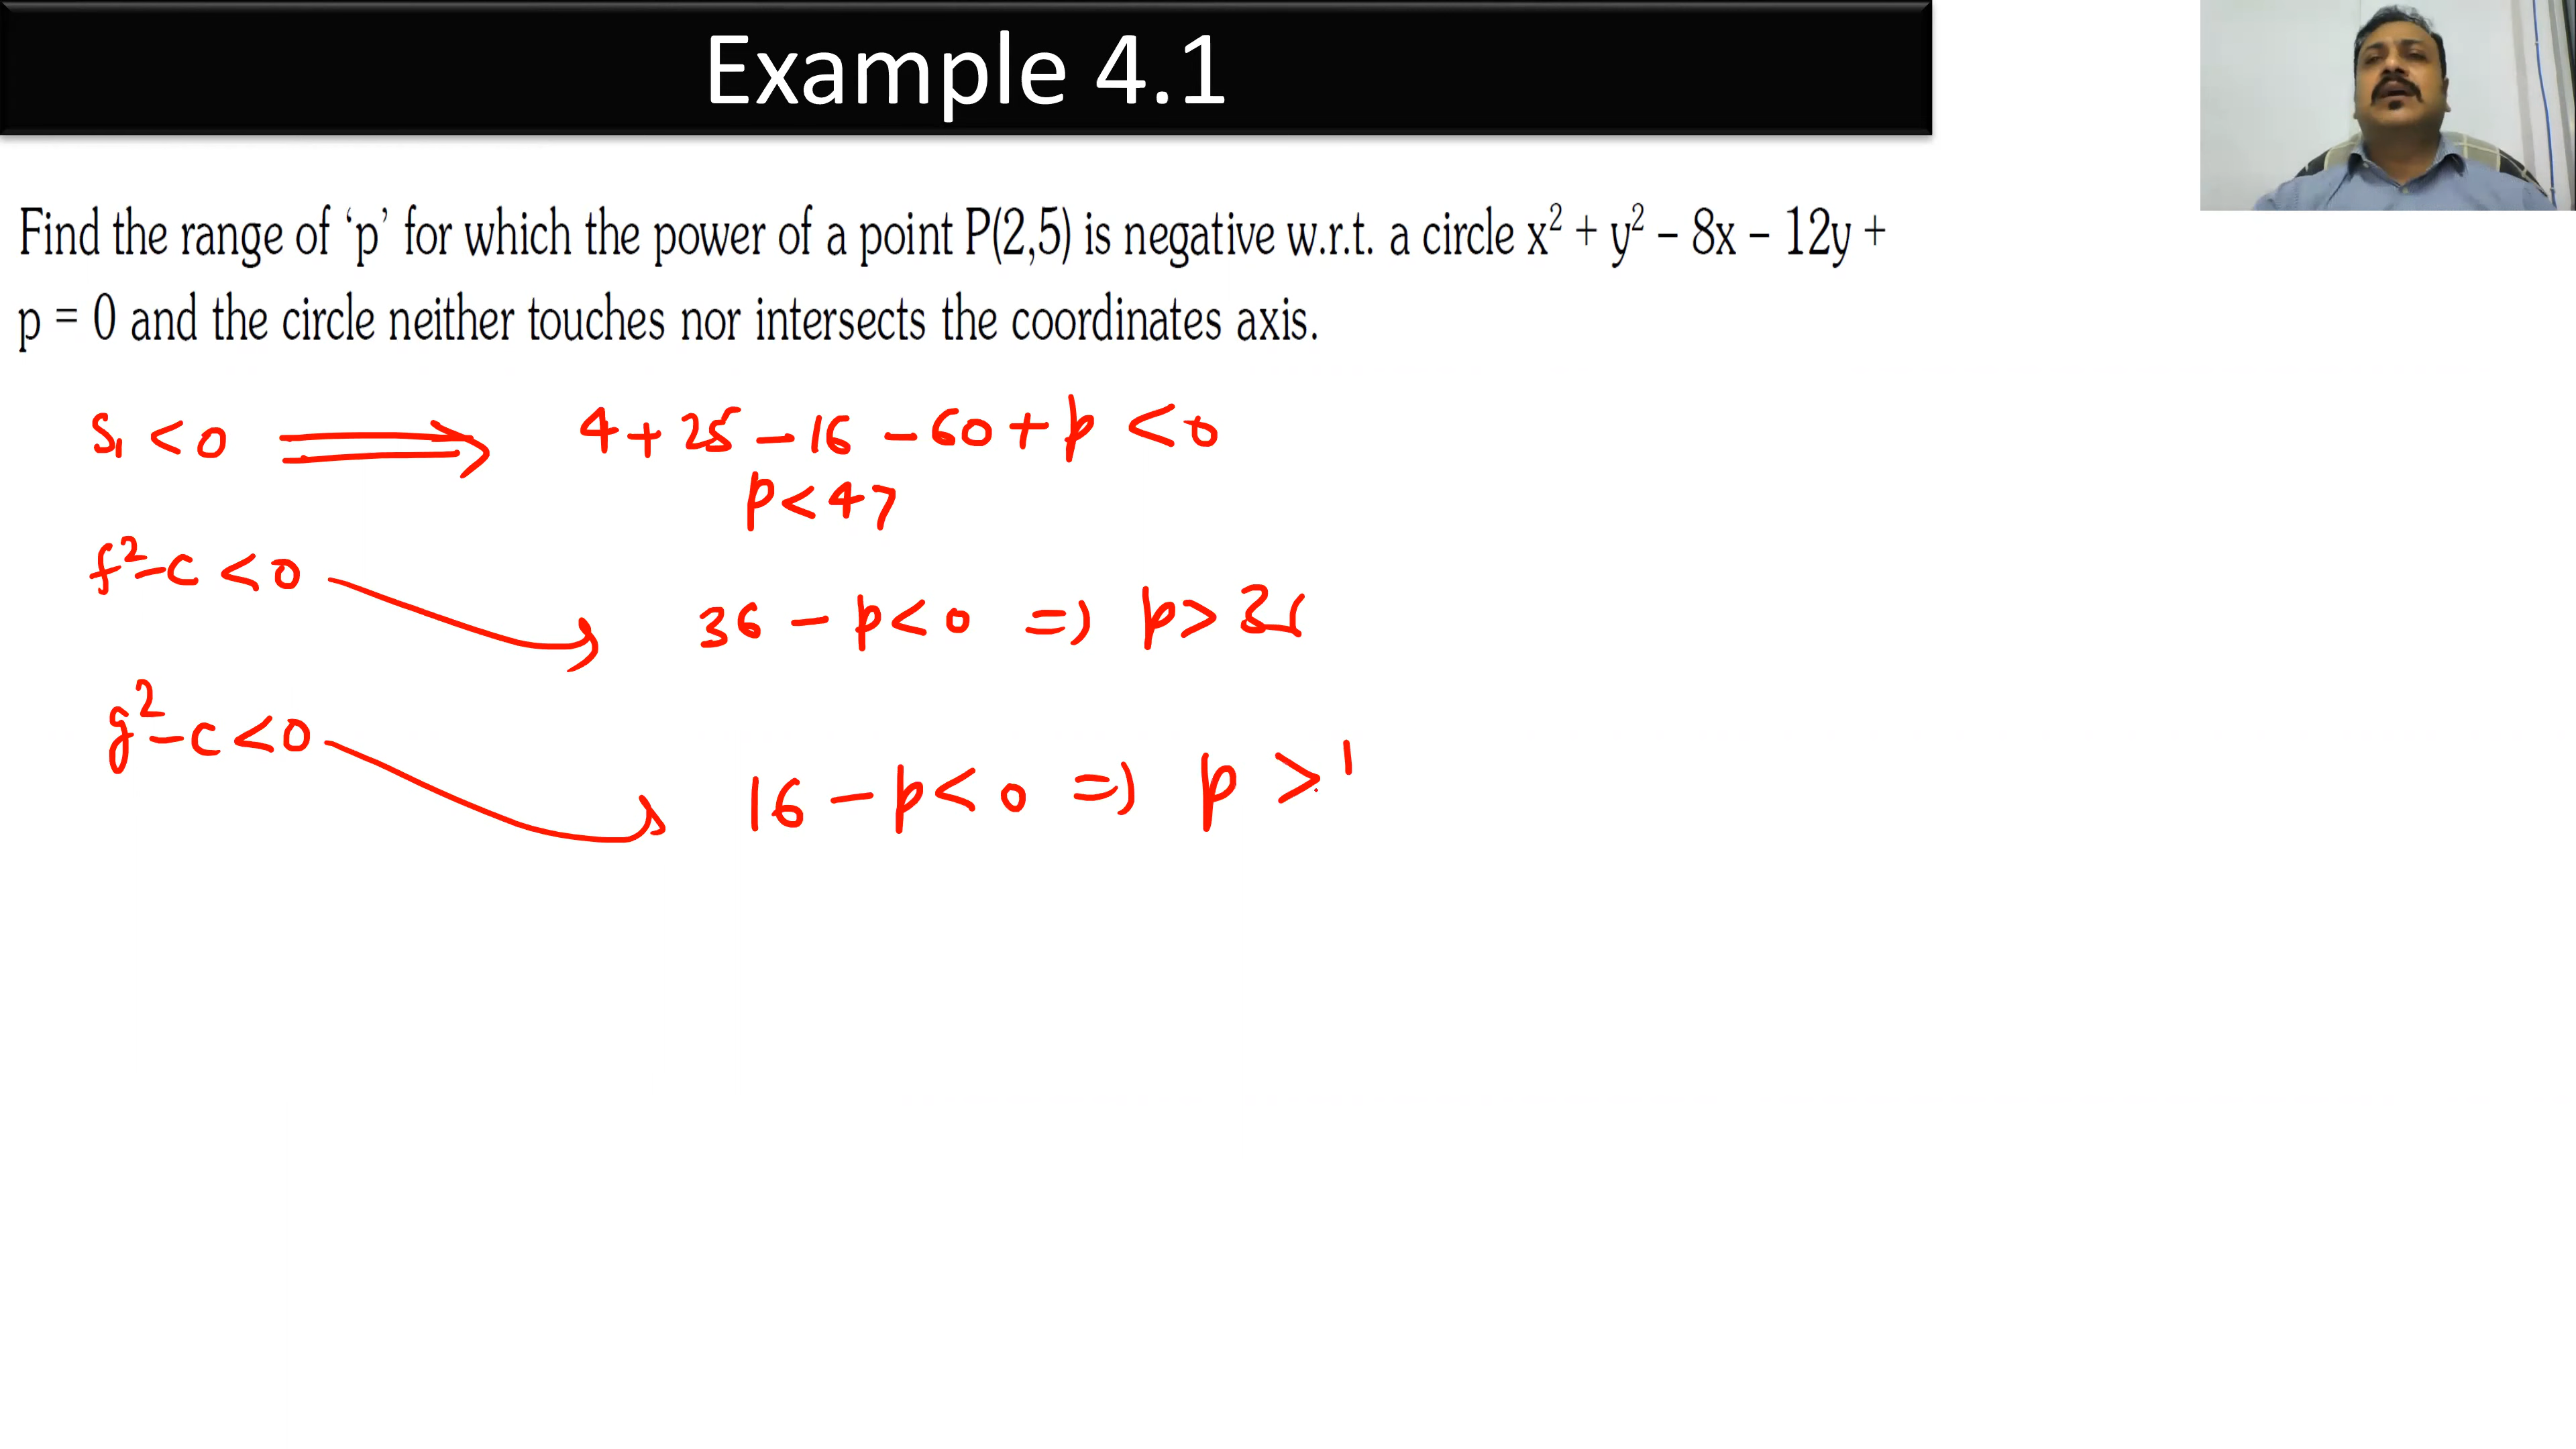 Example 4.1
Find the range of ‘p’ for which the power of a point P(2,5) is negative w.r.t. a circle x² + y² – 8x – 12y +
p = 0 and the circle neither touches nor intersects the coordinates axis.
S₁ < 0 ⟹ 4 + 25 – 16 – 60 + p < 0
p < 47
f² – c < 0
36 – p < 0 ⇒ p > 36
g² – c < 0
16 – p < 0 ⇒ p > 1